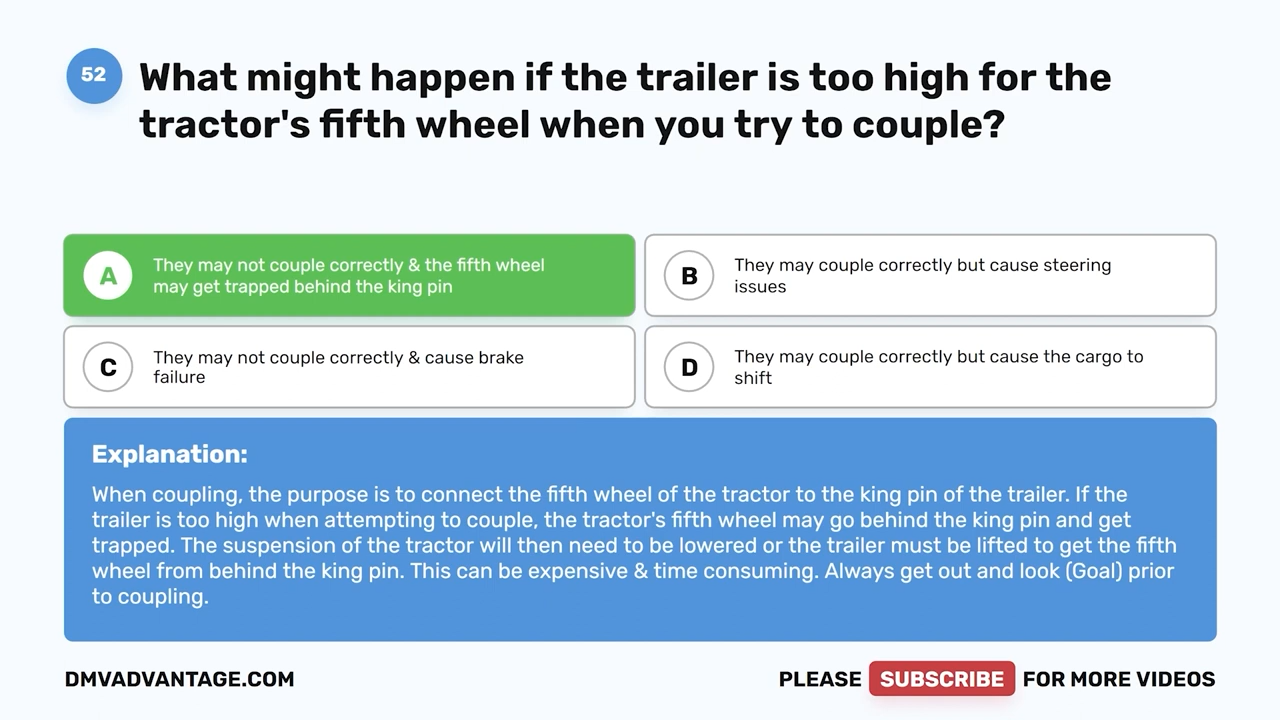 52
What might happen if the trailer is too high for the
tractor's fifth wheel when you try to couple?
A
They may not couple correctly & the fifth wheel
may get trapped behind the king pin
B
They may couple correctly but cause steering
issues
C
They may not couple correctly & cause brake
failure
D
They may couple correctly but cause the cargo to
shift
Explanation:
When coupling, the purpose is to connect the fifth wheel of the tractor to the king pin of the trailer. If the
trailer is too high when attempting to couple, the tractor's fifth wheel may go behind the king pin and get
trapped. The suspension of the tractor will then need to be lowered or the trailer must be lifted to get the fifth
wheel from behind the king pin. This can be expensive & time consuming. Always get out and look (Goal) prior
to coupling.
DMVADVANTAGE.COM
PLEASE SUBSCRIBE FOR MORE VIDEOS